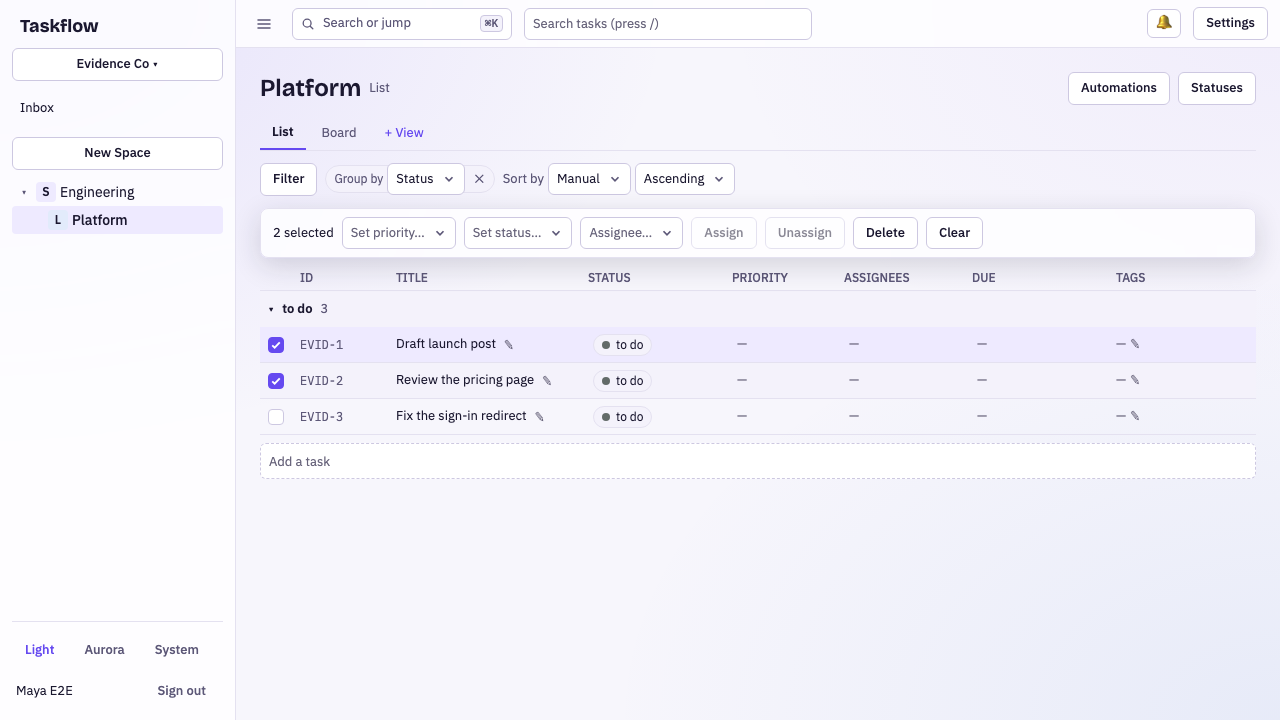 Taskflow
Evidence Co ▾
Inbox
New Space
▾ S Engineering
L Platform
Light Aurora System
Maya E2E Sign out
Search or jump ⌘K
Search tasks (press /)
🔔
Settings
Platform List
Automations Statuses
List Board + View
Filter Group by Status Sort by Manual Ascending
2 selected Set priority... Set status... Assignee... Assign Unassign Delete Clear
ID TITLE STATUS PRIORITY ASSIGNEES DUE TAGS
▾ to do 3
EVID-1 Draft launch post ✎ to do — — — — ✎
EVID-2 Review the pricing page ✎ to do — — — — ✎
EVID-3 Fix the sign-in redirect ✎ to do — — — — ✎
Add a task